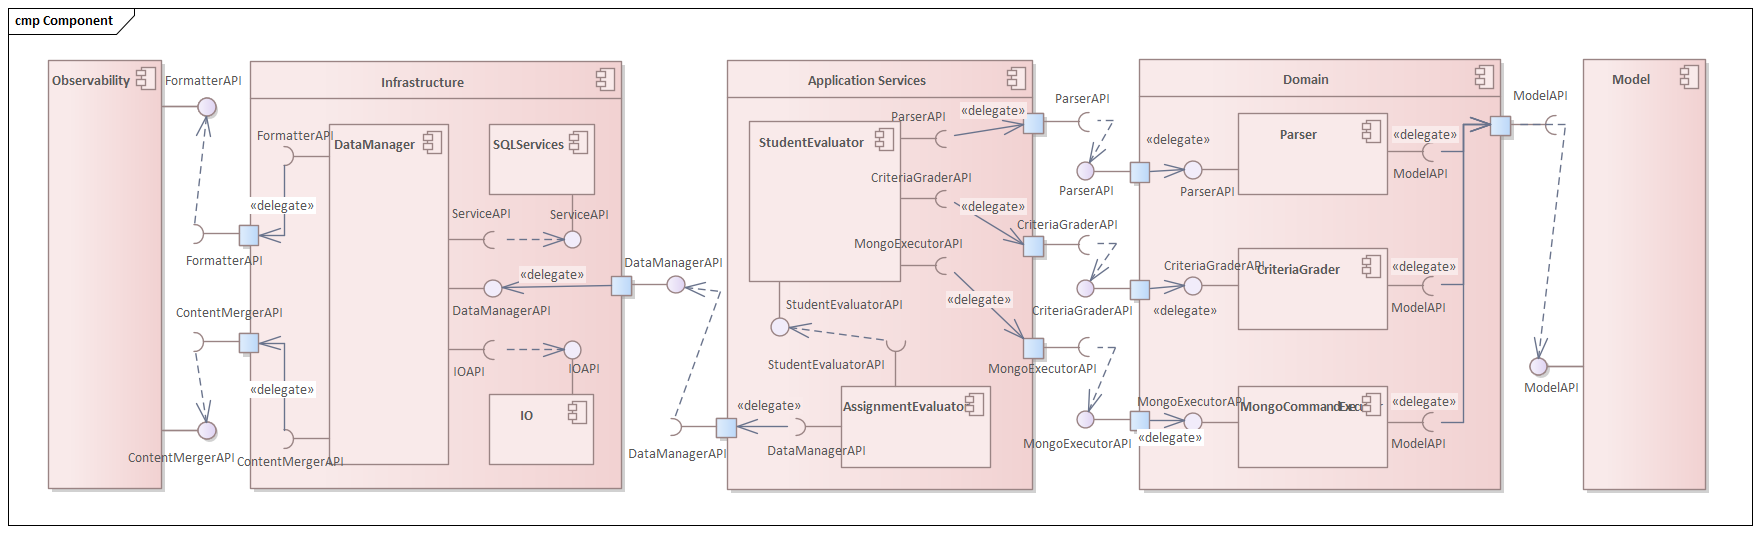 cmp Component
Observability
FormatterAPI
Infrastructure
FormatterAPI
DataManager
SQLServices
«delegate»
ServiceAPI
ServiceAPI
FormatterAPI
«delegate»
DataManagerAPI
DataManagerAPI
ContentMergerAPI
IOAPI
IOAPI
«delegate»
IO
ContentMergerAPI
ContentMergerAPI
DataManagerAPI
Application Services
StudentEvaluator
ParserAPI
«delegate»
ParserAPI
CriteriaGraderAPI
«delegate»
CriteriaGraderAPI
MongoExecutorAPI
«delegate»
StudentEvaluatorAPI
StudentEvaluatorAPI
MongoExecutorAPI
«delegate»
AssignmentEvaluator
DataManagerAPI
Domain
«delegate»
ParserAPI
ParserAPI
Parser
«delegate»
ModelAPI
CriteriaGraderAPI
CriteriaGraderAPI
«delegate»
CriteriaGrader
«delegate»
ModelAPI
MongoExecutorAPI
MongoExecutorAPI
«delegate»
«delegate»
ModelAPI
ModelAPI
Model
ModelAPI